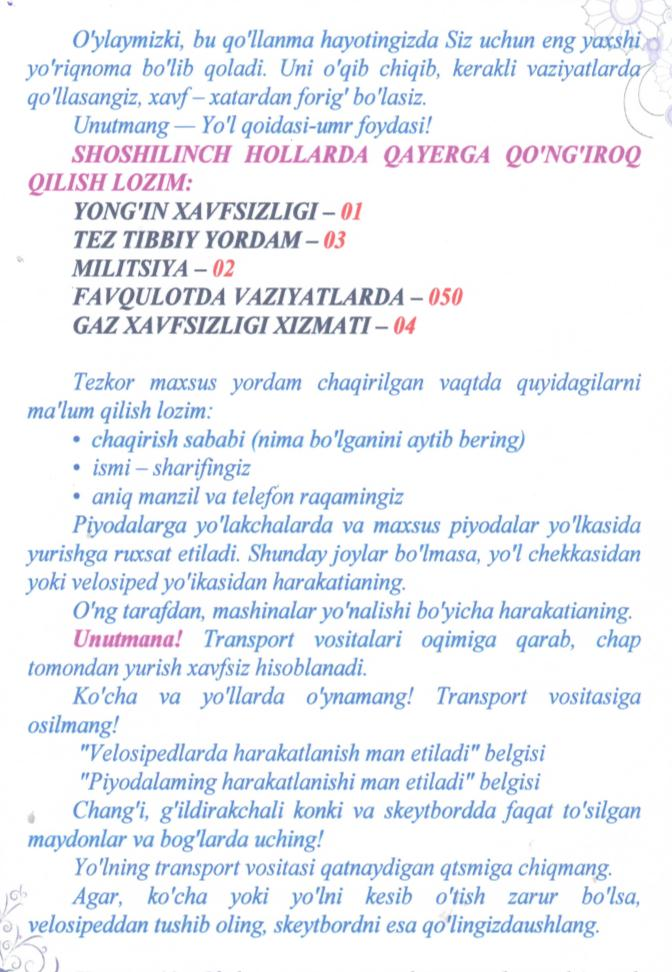 O'ylaymizki, bu qo'llanma hayotingizda Siz uchun eng yaxshi
yo'riqnoma bo'lib qoladi. Uni o'qib chiqib, kerakli vaziyatlarda
qo'llasangiz, xavf – xatardan forig' bo'lasiz.
Unutmang — Yo'l qoidasi-umr foydasi!
SHOSHILINCH HOLLARDA QAYERGA QO'NG'IROQ
QILISH LOZIM:
YONG'IN XAVFSIZLIGI – 01
TEZ TIBBIY YORDAM – 03
MILITSIYA – 02
FAVQULOTDA VAZIYATLARDA – 050
GAZ XAVFSIZLIGI XIZMATI – 04
Tezkor maxsus yordam chaqirilgan vaqtda quyidagilarni
ma'lum qilish lozim:
• chaqirish sababi (nima bo'lganini aytib bering)
• ismi – sharifingiz
• aniq manzil va telefon raqamingiz
Piyodalarga yo'lakchalarda va maxsus piyodalar yo'lkasida
yurishga ruxsat etiladi. Shunday joylar bo'lmasa, yo'l chekkasidan
yoki velosiped yo'ikasidan harakatianing.
O'ng tarafdan, mashinalar yo'nalishi bo'yicha harakatianing.
Unutmana! Transport vositalari oqimiga qarab, chap
tomondan yurish xavfsiz hisoblanadi.
Ko'cha va yo'llarda o'ynamang! Transport vositasiga
osilmang!
"Velosipedlarda harakatlanish man etiladi" belgisi
"Piyodalaming harakatlanishi man etiladi" belgisi
Chang'i, g'ildirakchali konki va skeytbordda faqat to'silgan
maydonlar va bog'larda uching!
Yo'lning transport vositasi qatnaydigan qtsmiga chiqmang.
Agar, ko'cha yoki yo'lni kesib o'tish zarur bo'lsa,
velosipeddan tushib oling, skeytbordni esa qo'lingizdaushlang.